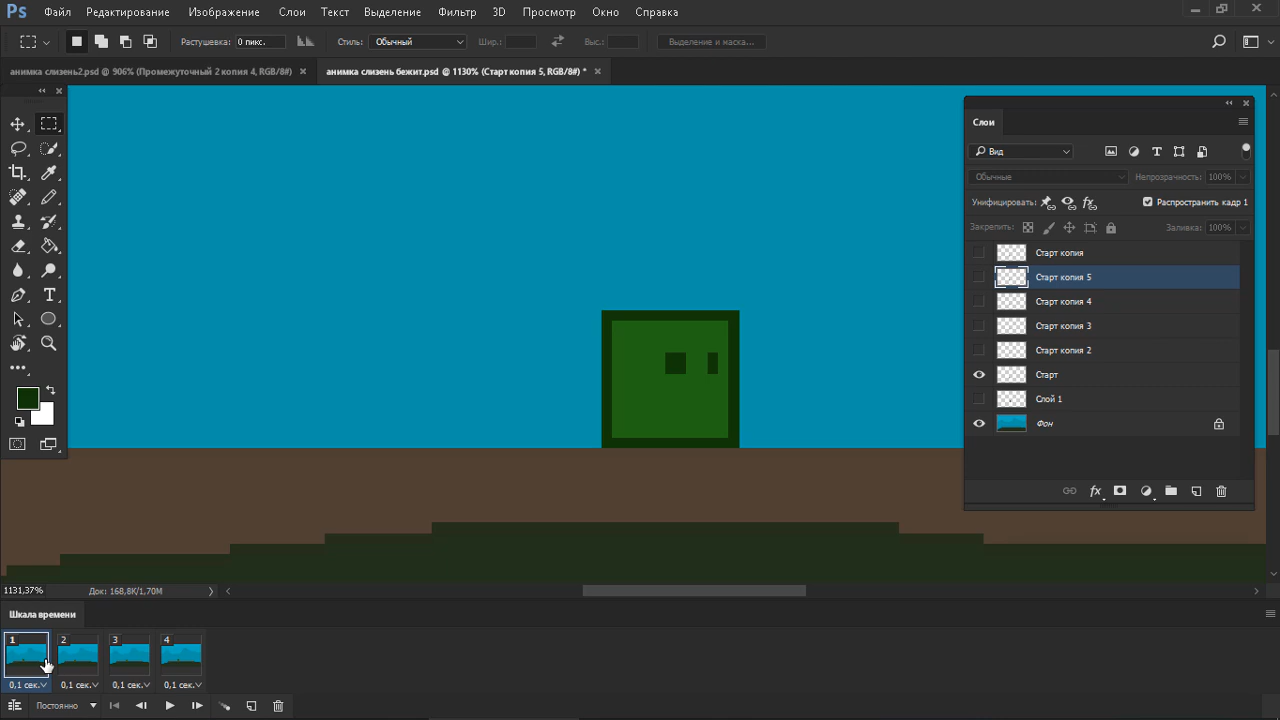 Ps Файл Редактирование Изображение Слои Текст Выделение Фильтр 3D Просмотр Окно Справка
Растушевка: 0 пикс. Стиль: Обычный Шир.: Выс.: Выделение и маска...
анимка слизень2.psd @ 906% (Промежуточный 2 копия 4, RGB/8#) анимка слизень бежит.psd @ 1130% (Старт копия 5, RGB/8#) *
Слои
Вид
Обычные Непрозрачность: 100%
Унифицировать: Распространить кадр 1
Закрепить: Заливка: 100%
Старт копия
Старт копия 5
Старт копия 4
Старт копия 3
Старт копия 2
Старт
Слой 1
Фон
fx
1131,37% Док: 168,8K/1,70M
Шкала времени
1 2 3 4
0,1 сек. 0,1 сек. 0,1 сек. 0,1 сек.
Постоянно